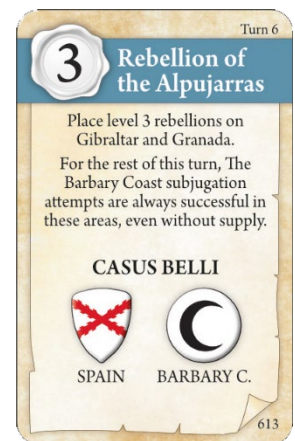 Turn 6
3
Rebellion of
the Alpujarras
Place level 3 rebellions on
Gibraltar and Granada.
For the rest of this turn, The
Barbary Coast subjugation
attempts are always successful in
these areas, even without supply.
CASUS BELLI
SPAIN
BARBARY C.
613